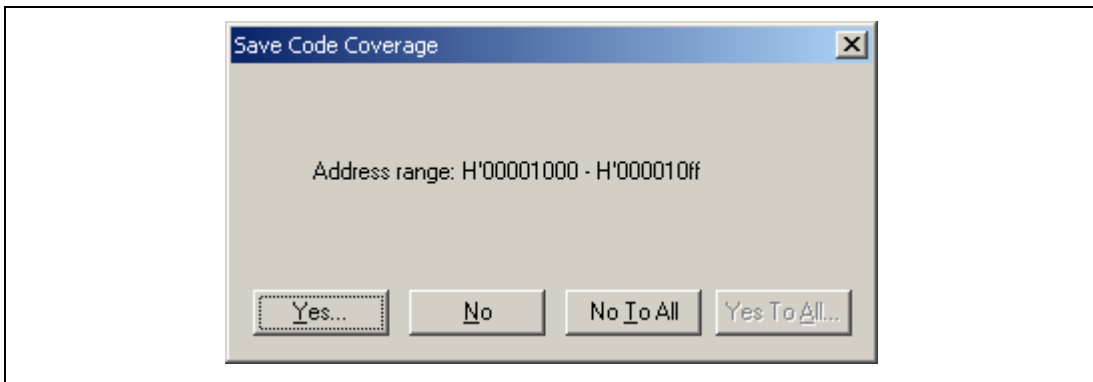 Save Code Coverage
Address range: H'00001000 - H'000010ff
Yes... No No To All Yes To All...